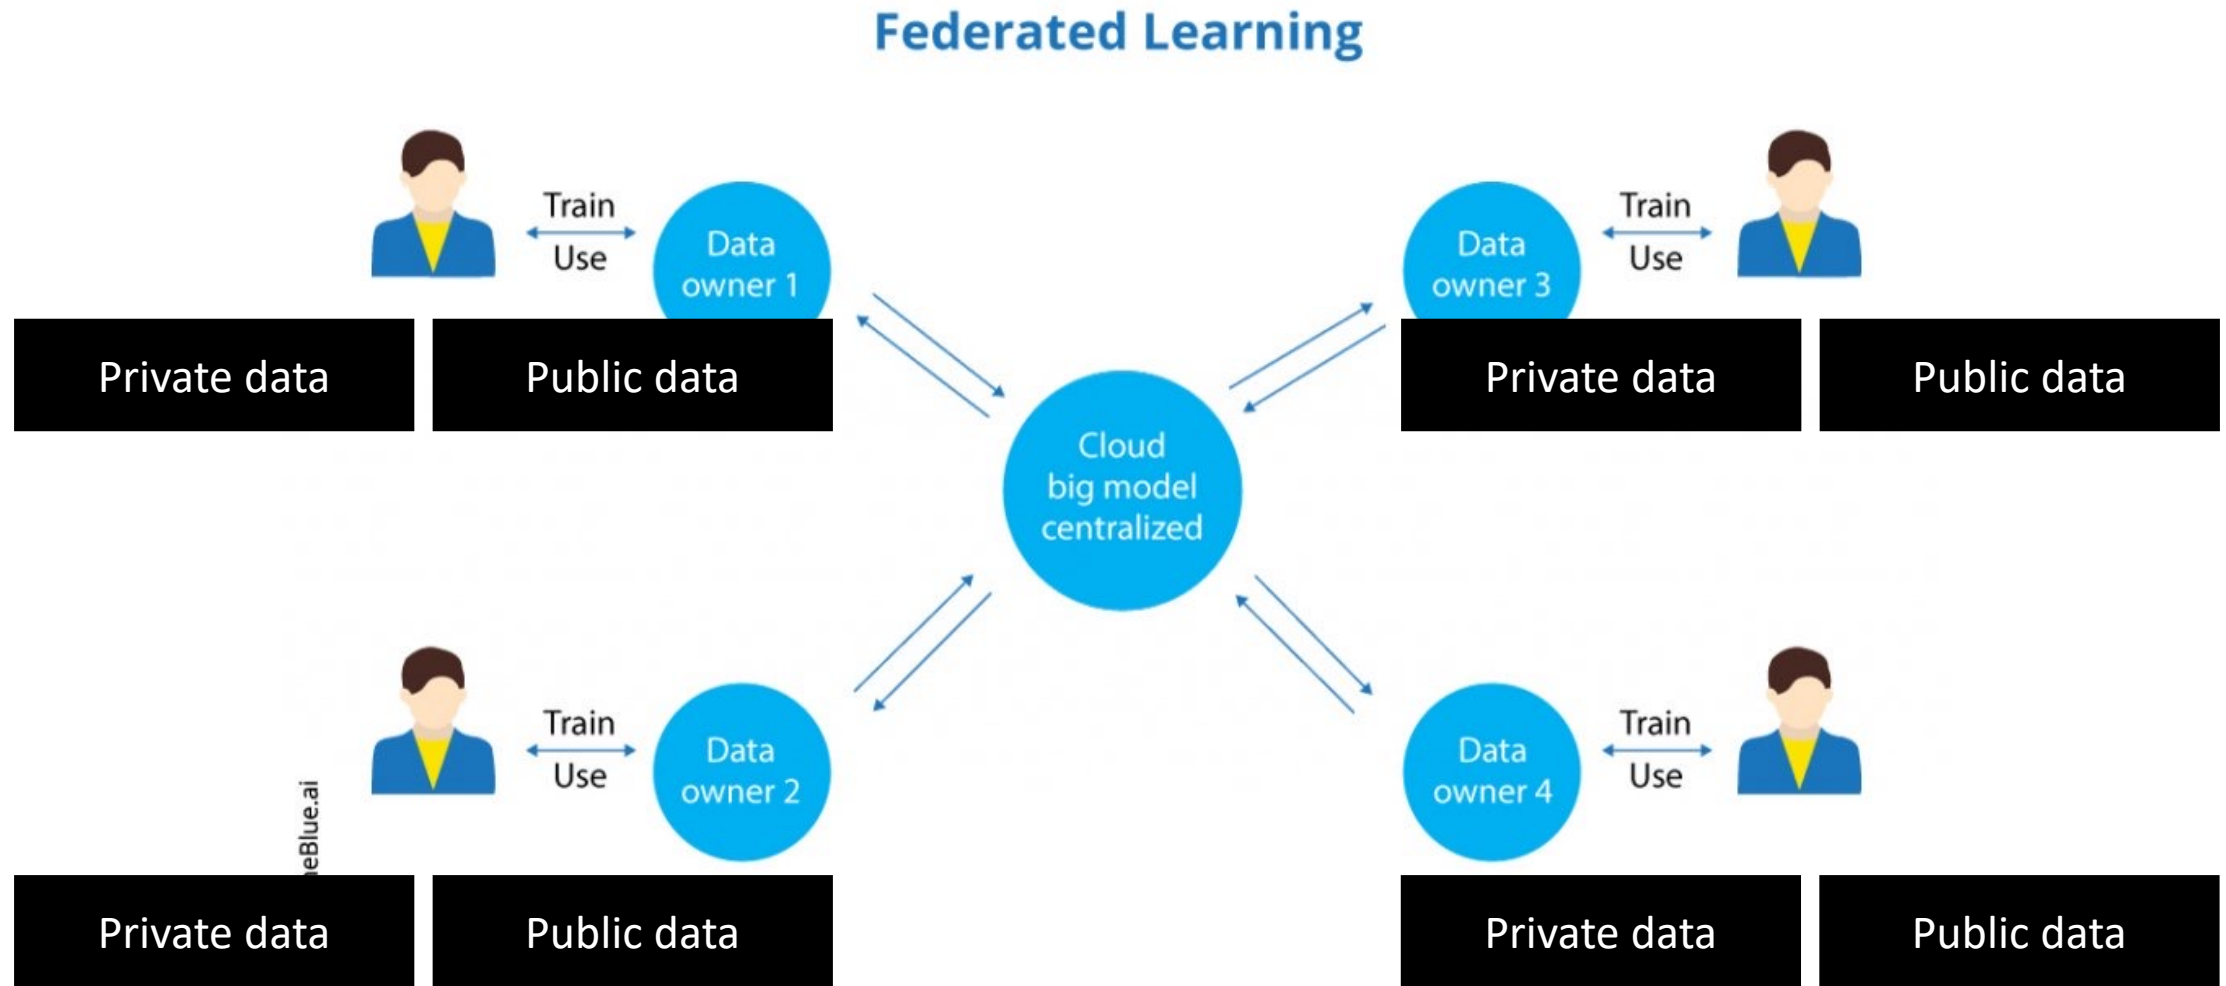 Federated Learning
Train
Use
Data
owner 1
Private data
Public data
Data
owner 3
Train
Use
Private data
Public data
Cloud
big model
centralized
Train
Use
Data
owner 2
Private data
Public data
Data
owner 4
Train
Use
Private data
Public data